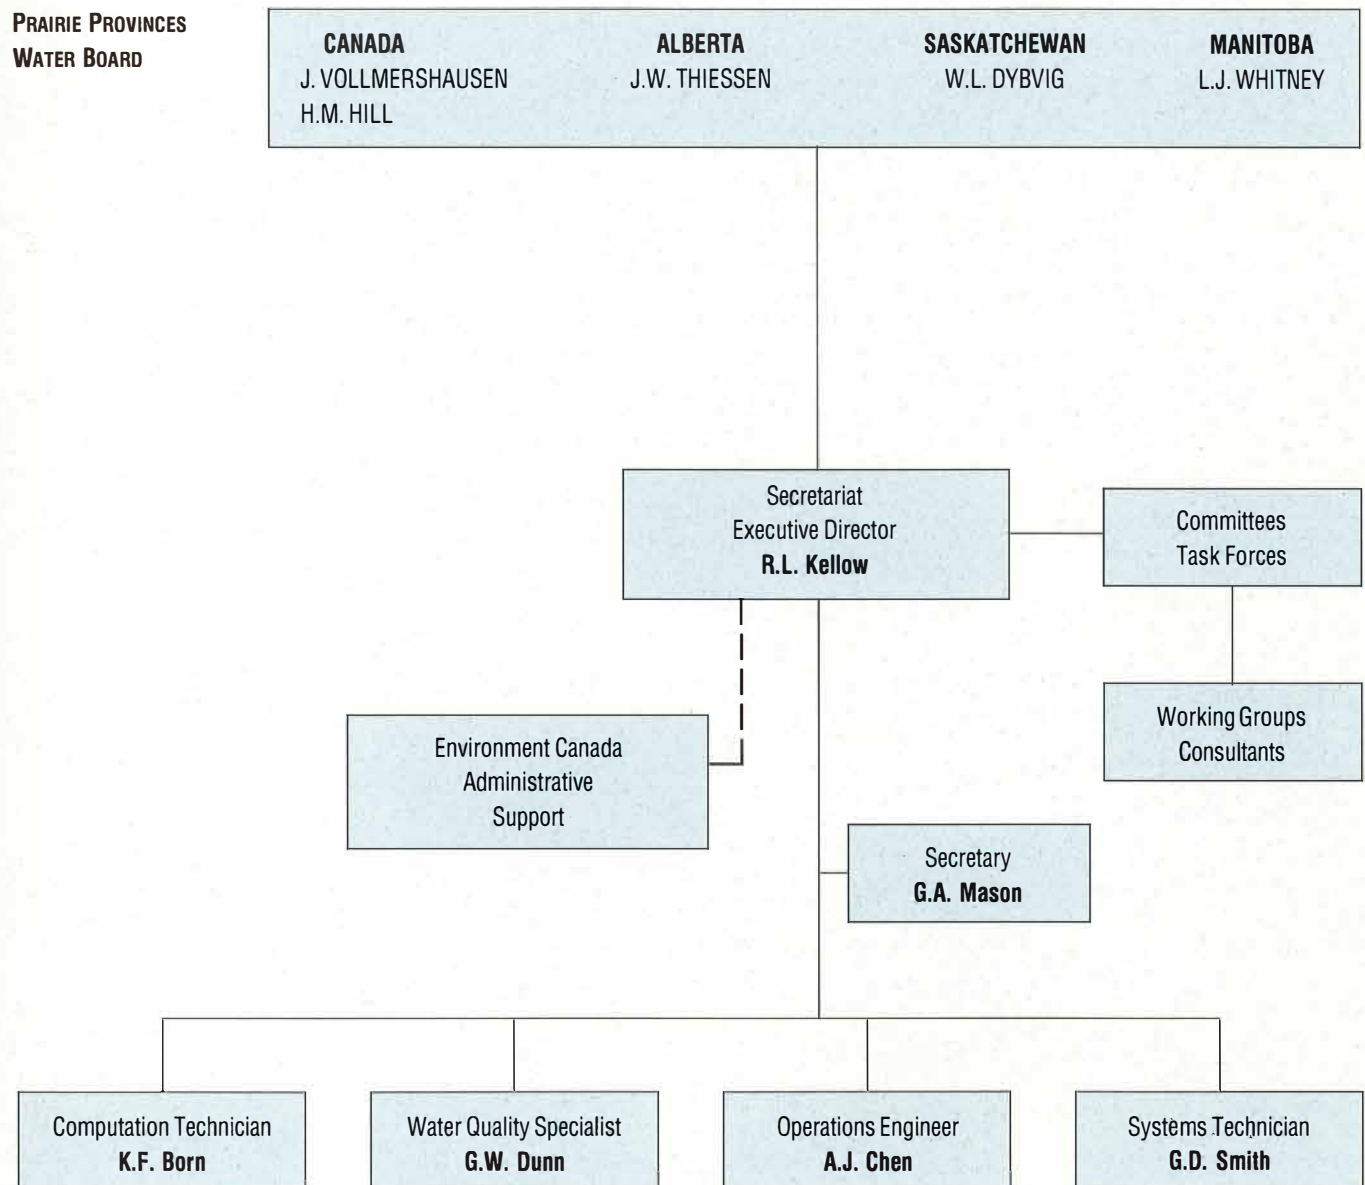 PRAIRIE PROVINCES
WATER BOARD
CANADA
J. VOLLMERSHAUSEN
H.M. HILL
ALBERTA
J.W. THIESSEN
SASKATCHEWAN
W.L. DYBVIG
MANITOBA
L.J. WHITNEY
Secretariat
Executive Director
R.L. Kellow
Committees
Task Forces
Working Groups
Consultants
Environment Canada
Administrative
Support
Secretary
G.A. Mason
Computation Technician
K.F. Born
Water Quality Specialist
G.W. Dunn
Operations Engineer
A.J. Chen
Systems Technician
G.D. Smith